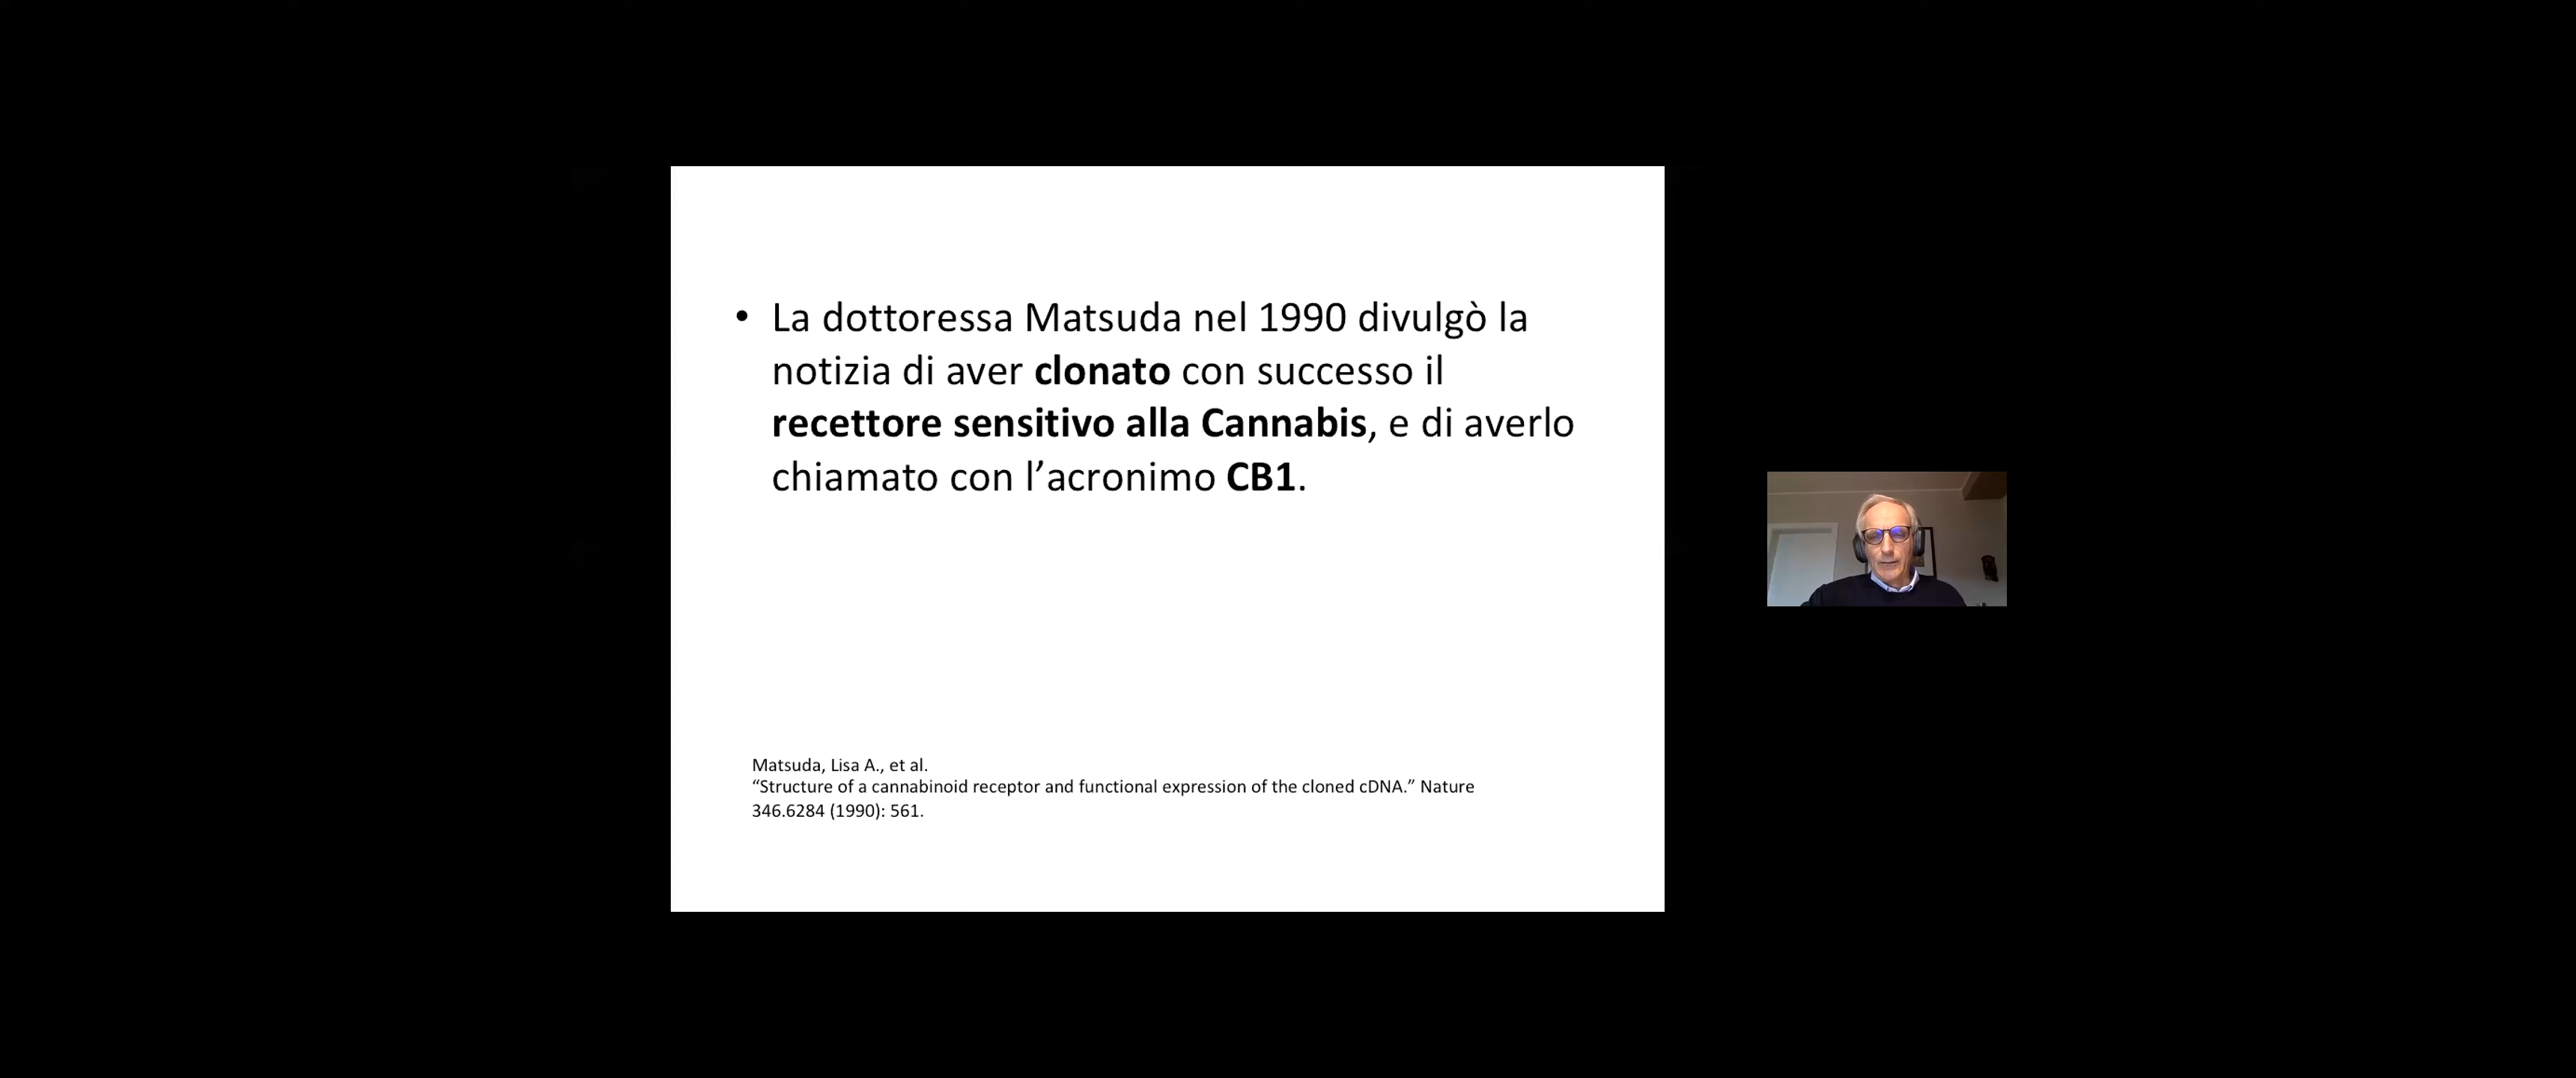 • La dottoressa Matsuda nel 1990 divulgò la
notizia di aver clonato con successo il
recettore sensitivo alla Cannabis, e di averlo
chiamato con l’acronimo CB1.
Matsuda, Lisa A., et al.
“Structure of a cannabinoid receptor and functional expression of the cloned cDNA.” Nature
346.6284 (1990): 561.